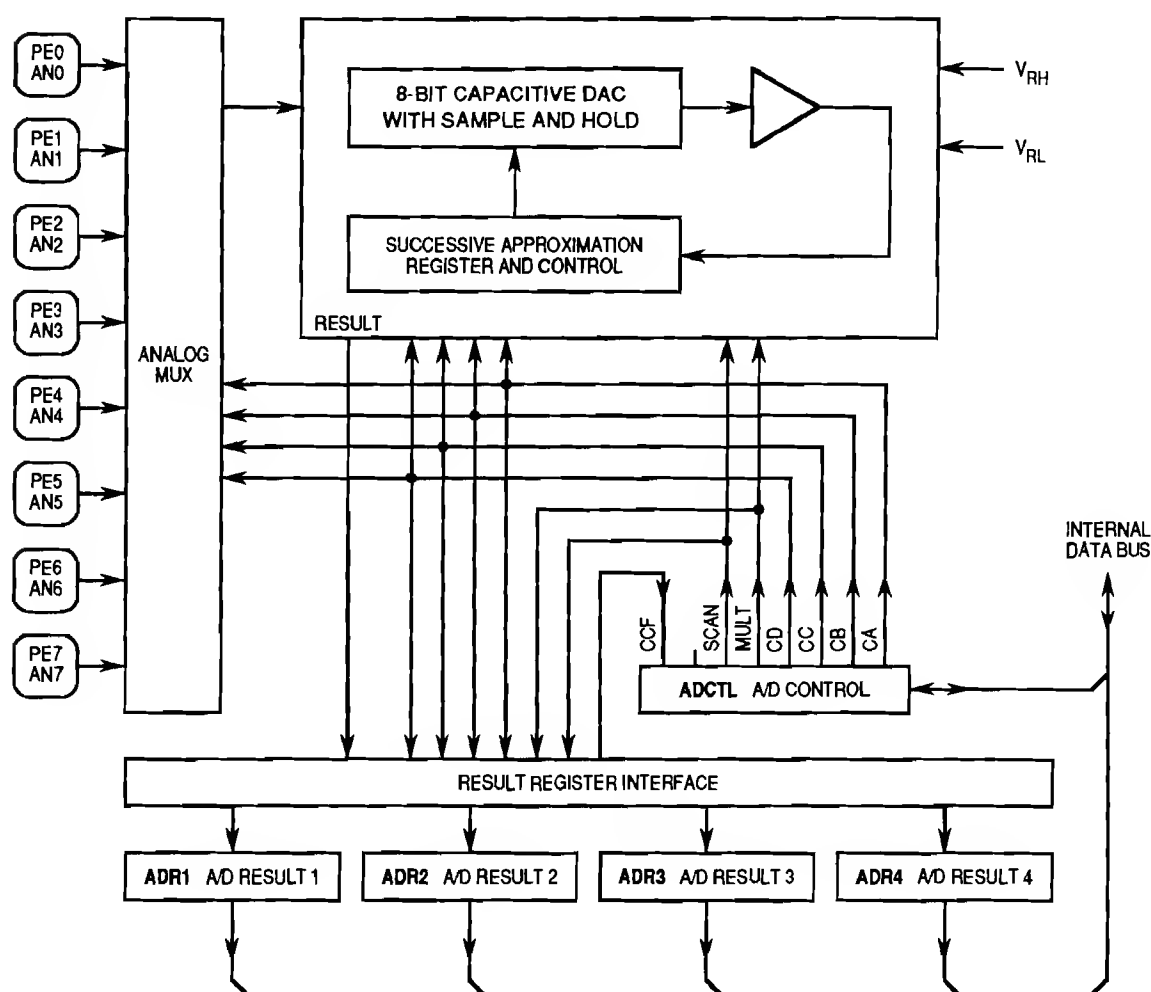 PE0
AN0
PE1
AN1
PE2
AN2
PE3
AN3
PE4
AN4
PE5
AN5
PE6
AN6
PE7
AN7
ANALOG
MUX
8-BIT CAPACITIVE DAC
WITH SAMPLE AND HOLD
SUCCESSIVE APPROXIMATION
REGISTER AND CONTROL
RESULT
VRH
VRL
INTERNAL
DATA BUS
CCF
SCAN
MULT
CD
CC
CB
CA
ADCTL A/D CONTROL
RESULT REGISTER INTERFACE
ADR1 A/D RESULT 1
ADR2 A/D RESULT 2
ADR3 A/D RESULT 3
ADR4 A/D RESULT 4